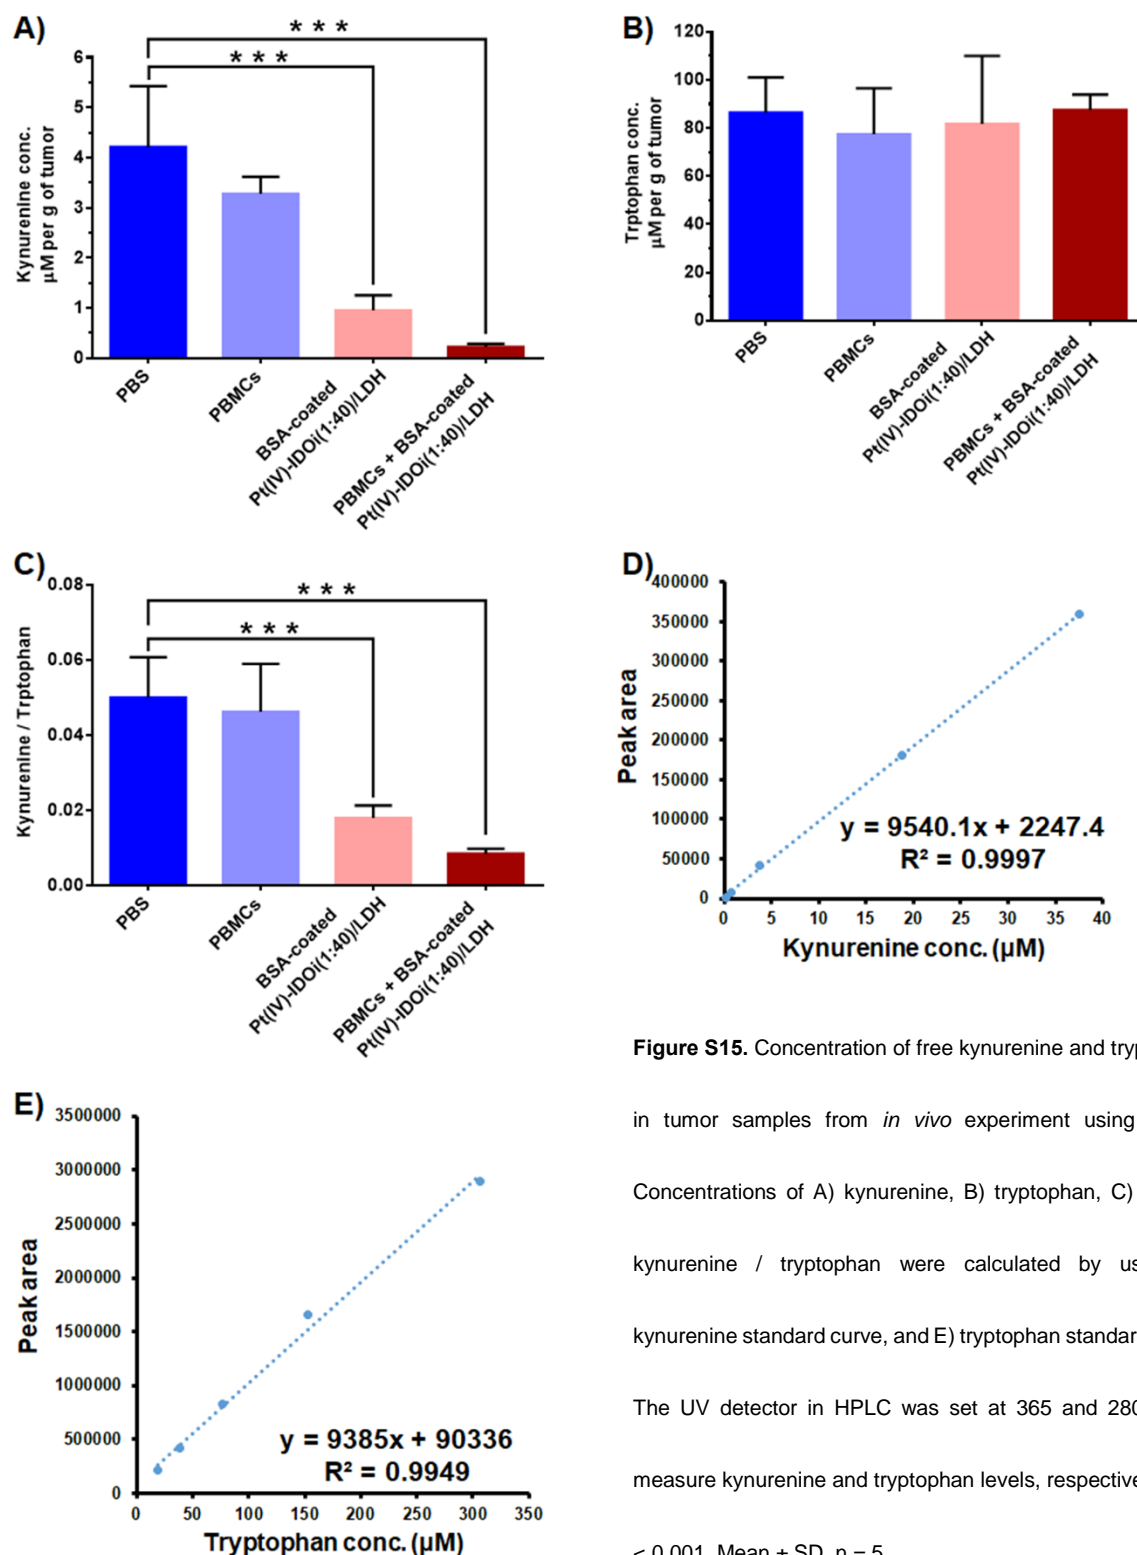 A)
* * *
* * *
Kynurenine conc.
µM per g of tumor
6
5
4
3
2
1
0
PBS
PBMCs
BSA-coated
Pt(IV)-IDOi(1:40)/LDH
PBMCs + BSA-coated
Pt(IV)-IDOi(1:40)/LDH
B)
Trptophan conc.
µM per g of tumor
120
100
80
60
40
20
0
PBS
PBMCs
BSA-coated
Pt(IV)-IDOi(1:40)/LDH
PBMCs + BSA-coated
Pt(IV)-IDOi(1:40)/LDH
C)
* * *
* * *
Kynurenine / Trptophan
0.08
0.06
0.04
0.02
0.00
PBS
PBMCs
BSA-coated
Pt(IV)-IDOi(1:40)/LDH
PBMCs + BSA-coated
Pt(IV)-IDOi(1:40)/LDH
D)
Peak area
400000
350000
300000
250000
200000
150000
100000
50000
0
y = 9540.1x + 2247.4
R² = 0.9997
0 5 10 15 20 25 30 35 40
Kynurenine conc. (µM)
E)
Peak area
3500000
3000000
2500000
2000000
1500000
1000000
500000
0
y = 9385x + 90336
R² = 0.9949
0 50 100 150 200 250 300 350
Tryptophan conc. (µM)
Figure S15. Concentration of free kynurenine and tryp
in tumor samples from in vivo experiment using
Concentrations of A) kynurenine, B) tryptophan, C)
kynurenine / tryptophan were calculated by us
kynurenine standard curve, and E) tryptophan standar
The UV detector in HPLC was set at 365 and 280
measure kynurenine and tryptophan levels, respective
< 0.001. Mean + SD, n = 5